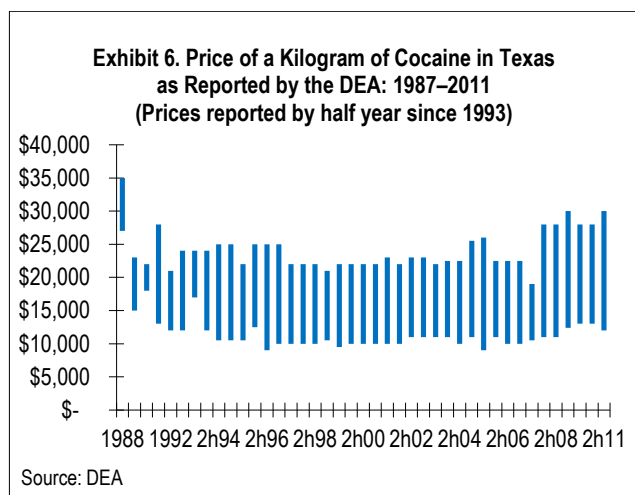 Exhibit 6. Price of a Kilogram of Cocaine in Texas
as Reported by the DEA: 1987–2011
(Prices reported by half year since 1993)
$40,000
$35,000
$30,000
$25,000
$20,000
$15,000
$10,000
$5,000
$-
1988 1992 2h94 2h96 2h98 2h00 2h02 2h04 2h06 2h08 2h11
Source: DEA